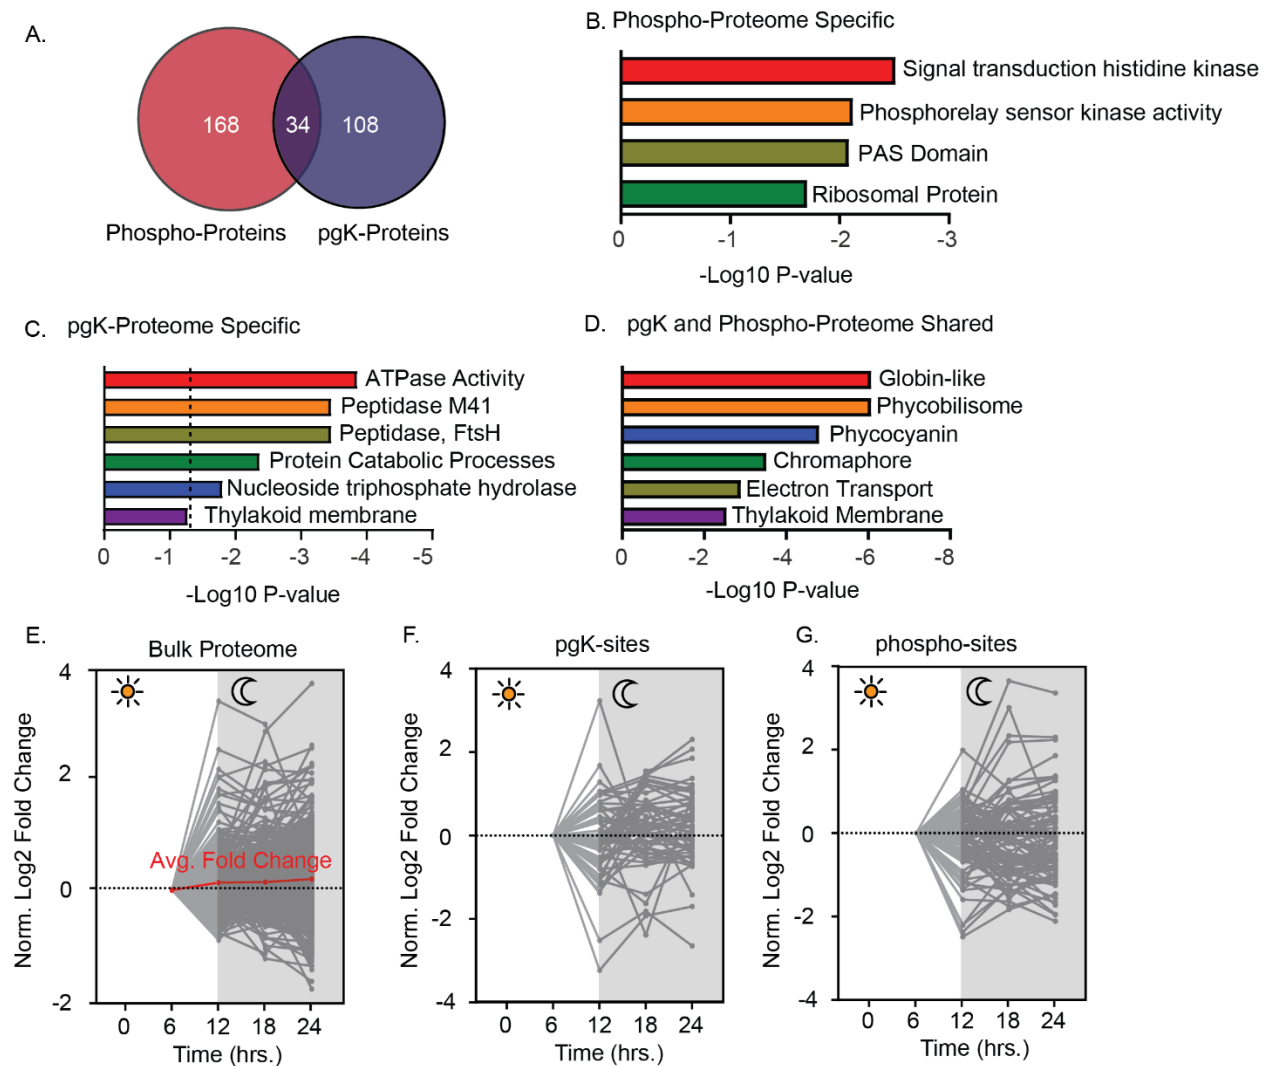 A.
168
34
108
Phospho-Proteins
pgK-Proteins
B. Phospho-Proteome Specific
Signal transduction histidine kinase
Phosphorelay sensor kinase activity
PAS Domain
Ribosomal Protein
0 -1 -2 -3
-Log10 P-value
C. pgK-Proteome Specific
ATPase Activity
Peptidase M41
Peptidase, FtsH
Protein Catabolic Processes
Nucleoside triphosphate hydrolase
Thylakoid membrane
0 -1 -2 -3 -4 -5
-Log10 P-value
D. pgK and Phospho-Proteome Shared
Globin-like
Phycobilisome
Phycocyanin
Chromaphore
Electron Transport
Thylakoid Membrane
0 -2 -4 -6 -8
-Log10 P-value
E.
Bulk Proteome
Norm. Log2 Fold Change
4
2
0
-2
Avg. Fold Change
0 6 12 18 24
Time (hrs.)
F.
pgK-sites
Norm. Log2 Fold Change
4
2
0
-2
-4
0 6 12 18 24
Time (hrs.)
G.
phospho-sites
Norm. Log2 Fold Change
4
2
0
-2
-4
0 6 12 18 24
Time (hrs.)